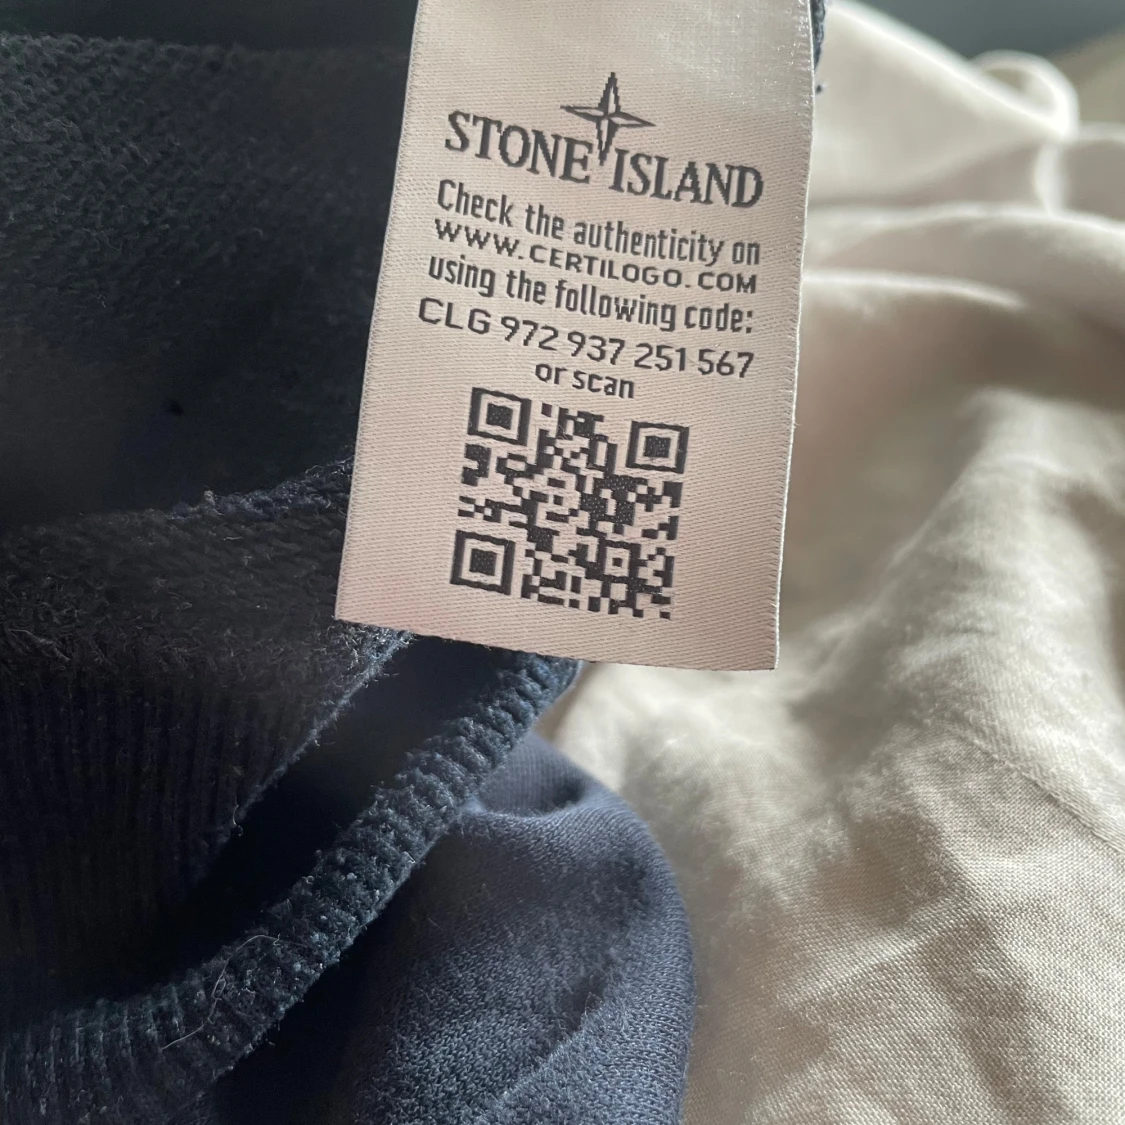 STONE ISLAND
Check the authenticity on
WWW.CERTILOGO.COM
using the following code:
CLG 972 937 251 567
or scan